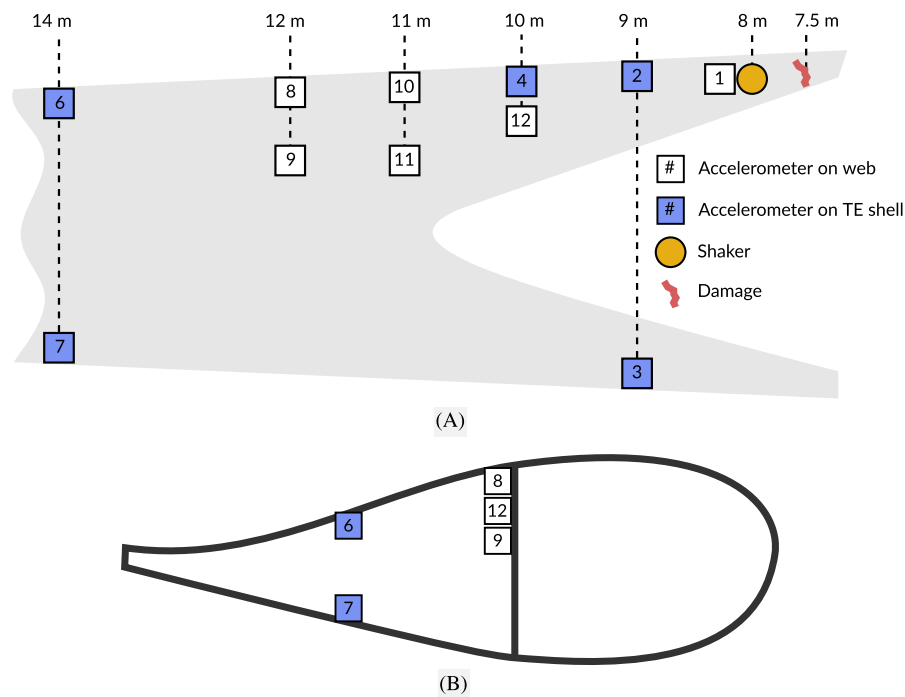 14 m 12 m 11 m 10 m 9 m 8 m 7.5 m
6 8 10 4 2 1
12
9 11
# Accelerometer on web
# Accelerometer on TE shell
Shaker
Damage
7 3
(A)
8
12
6
9
7
(B)